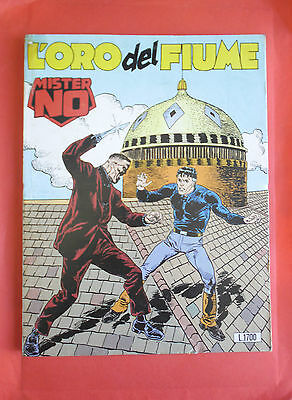 L'ORO del FIUME
MISTER
NO
L.1700